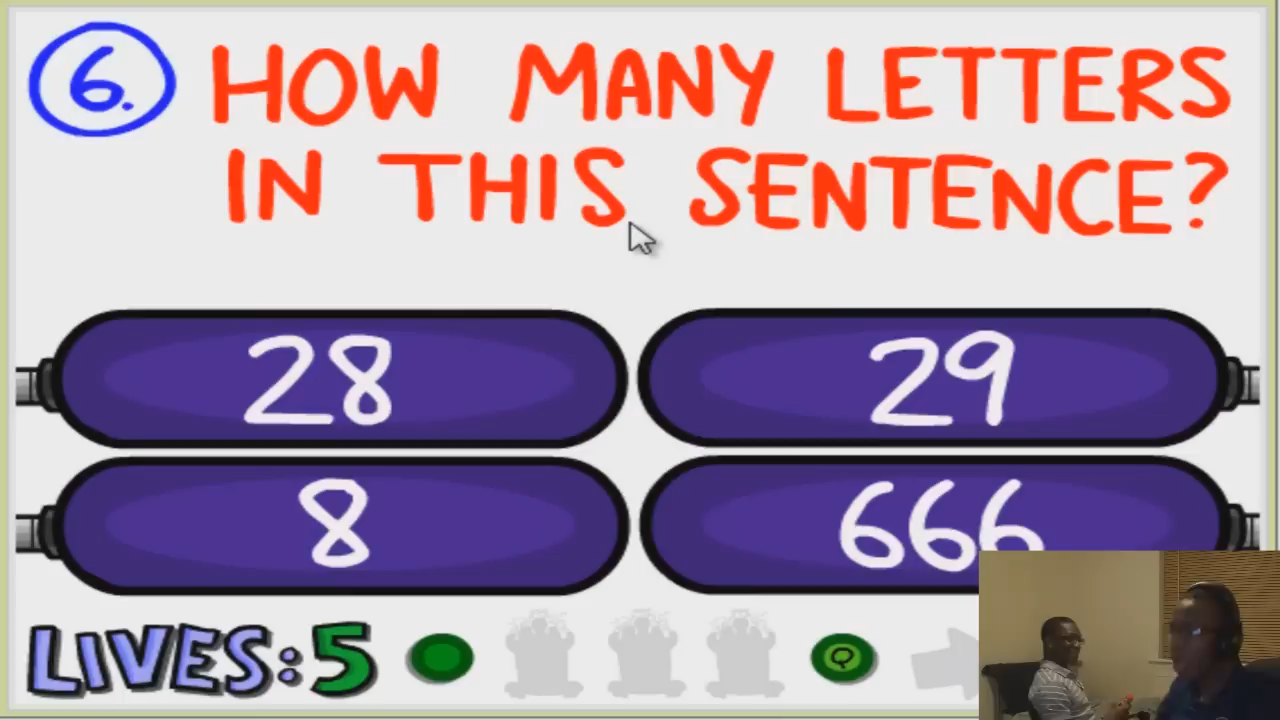 6. HOW MANY LETTERS
IN THIS SENTENCE?
28 29
8 666
LIVES: 5 Q